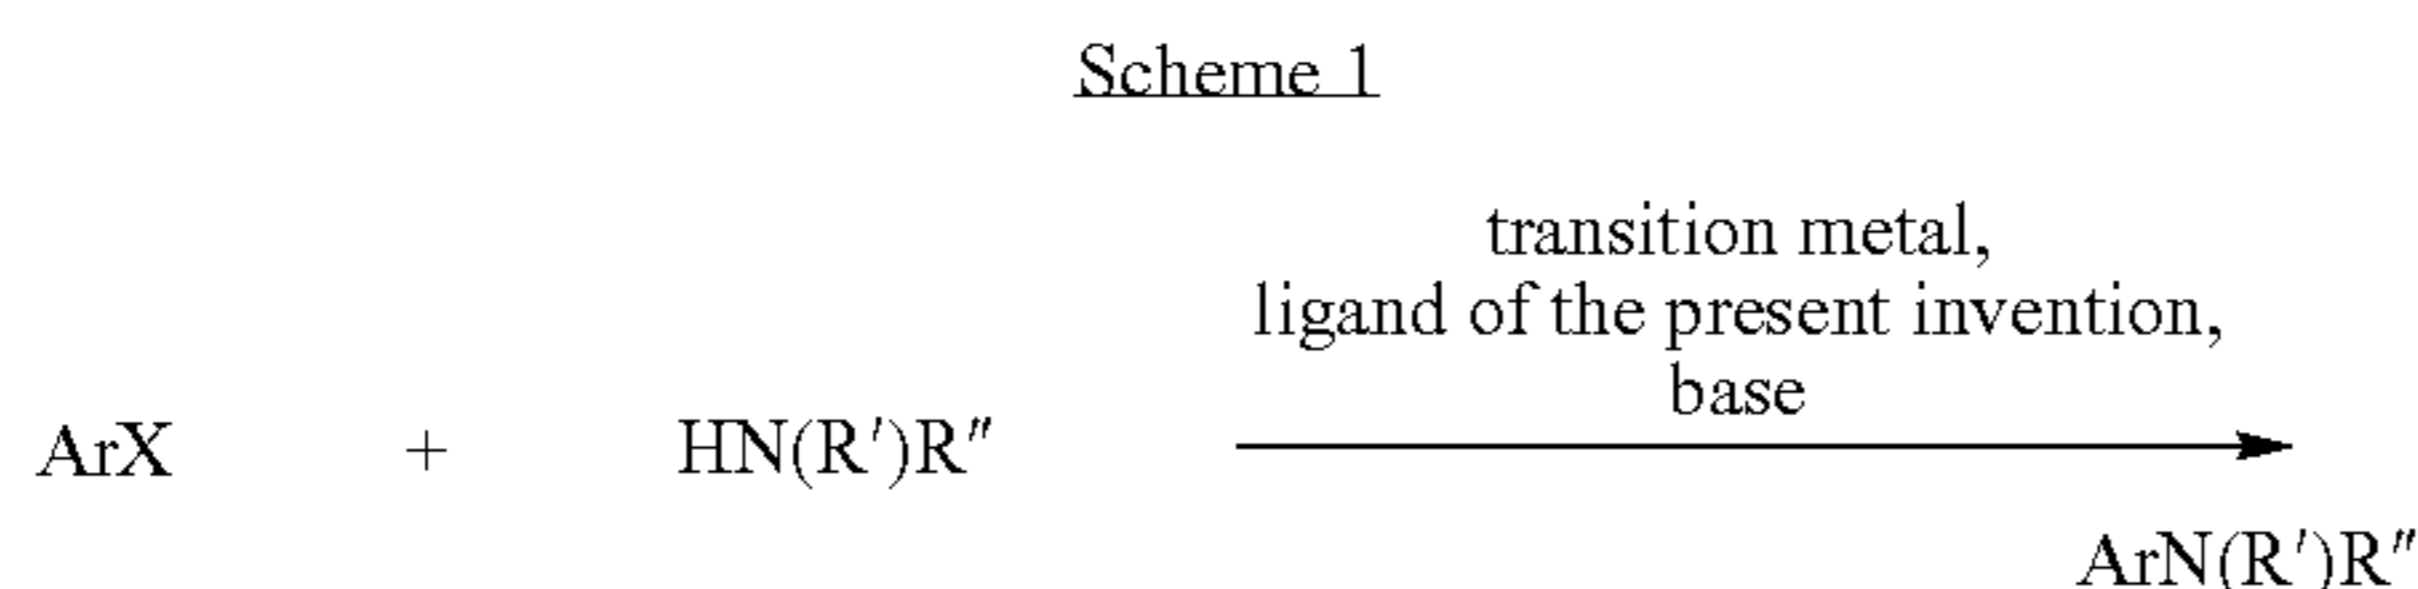 Scheme 1
transition metal,
ligand of the present invention,
base
ArX + HN(R′)R″
ArN(R′)R″